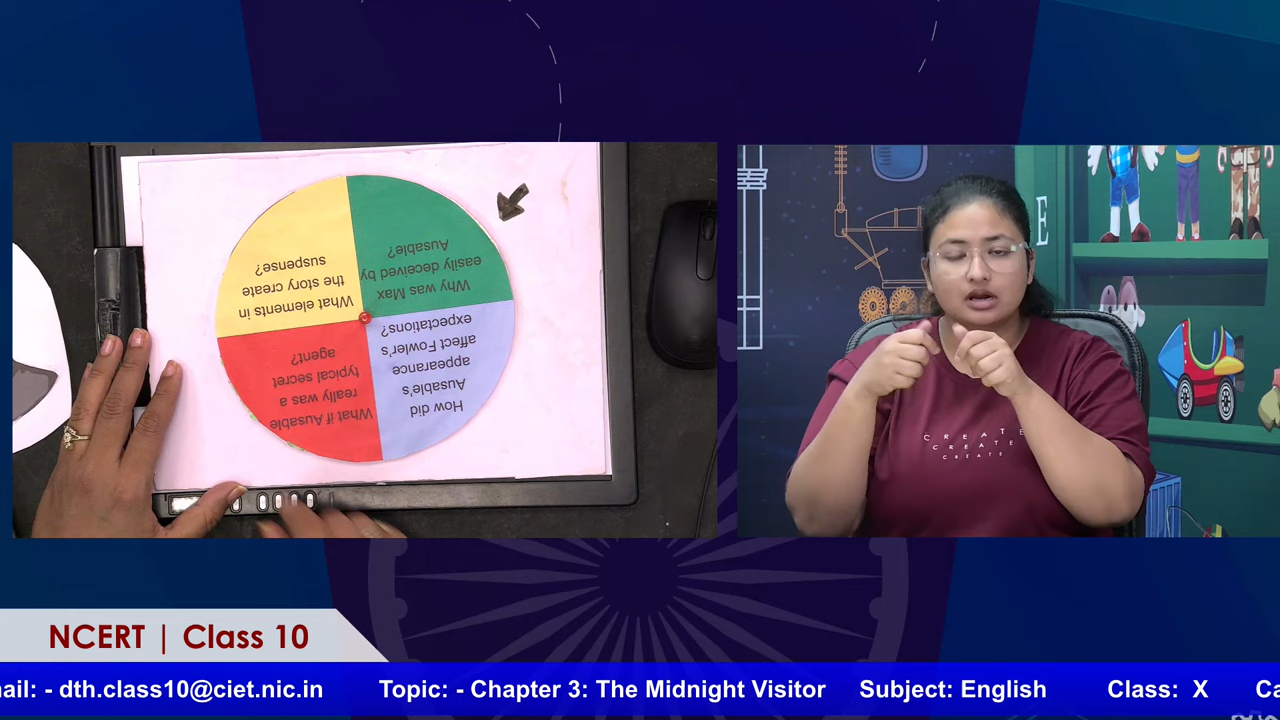 What elements in
the story create
suspense?
Why was Max
easily deceived by
Ausable?
What if Ausable
really was a
typical secret
agent?
How did
Ausable's
appearance
affect Fowler's
expectations?
E
CREATE
CREATE
CREATE
NCERT | Class 10
ail: - dth.class10@ciet.nic.in Topic: - Chapter 3: The Midnight Visitor Subject: English Class: X Ca